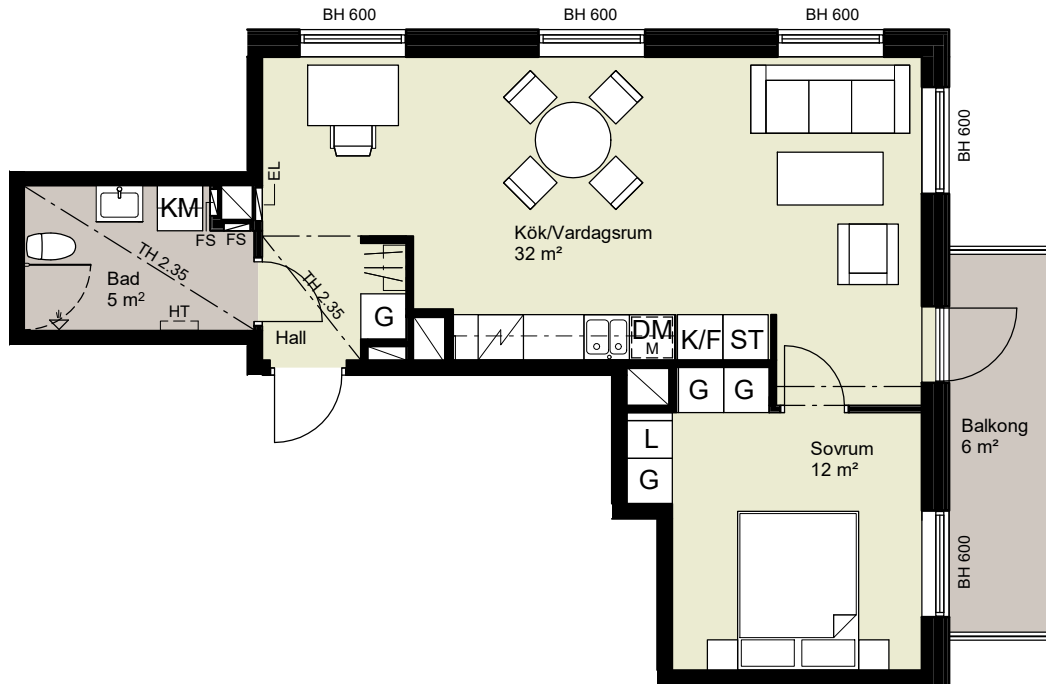 BH 600
BH 600
BH 600
BH 600
EL
KM
FS
FS
TH 2.35
Bad
5 m²
HT
TH 2.35
Hall
G
Kök/Vardagsrum
32 m²
DM
M
K/F
ST
G
G
L
G
Sovrum
12 m²
Balkong
6 m²
BH 600